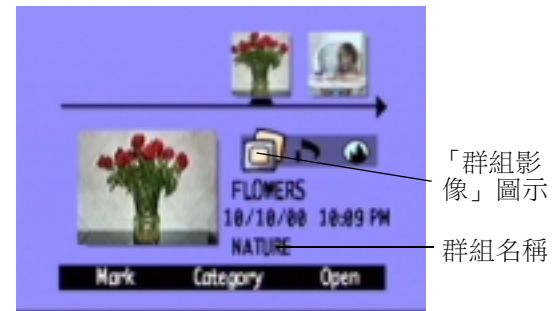 FLOWERS
10/10/00 10:09 PM
NATURE
Mark Category Open
「群組影
像」圖示
群組名稱